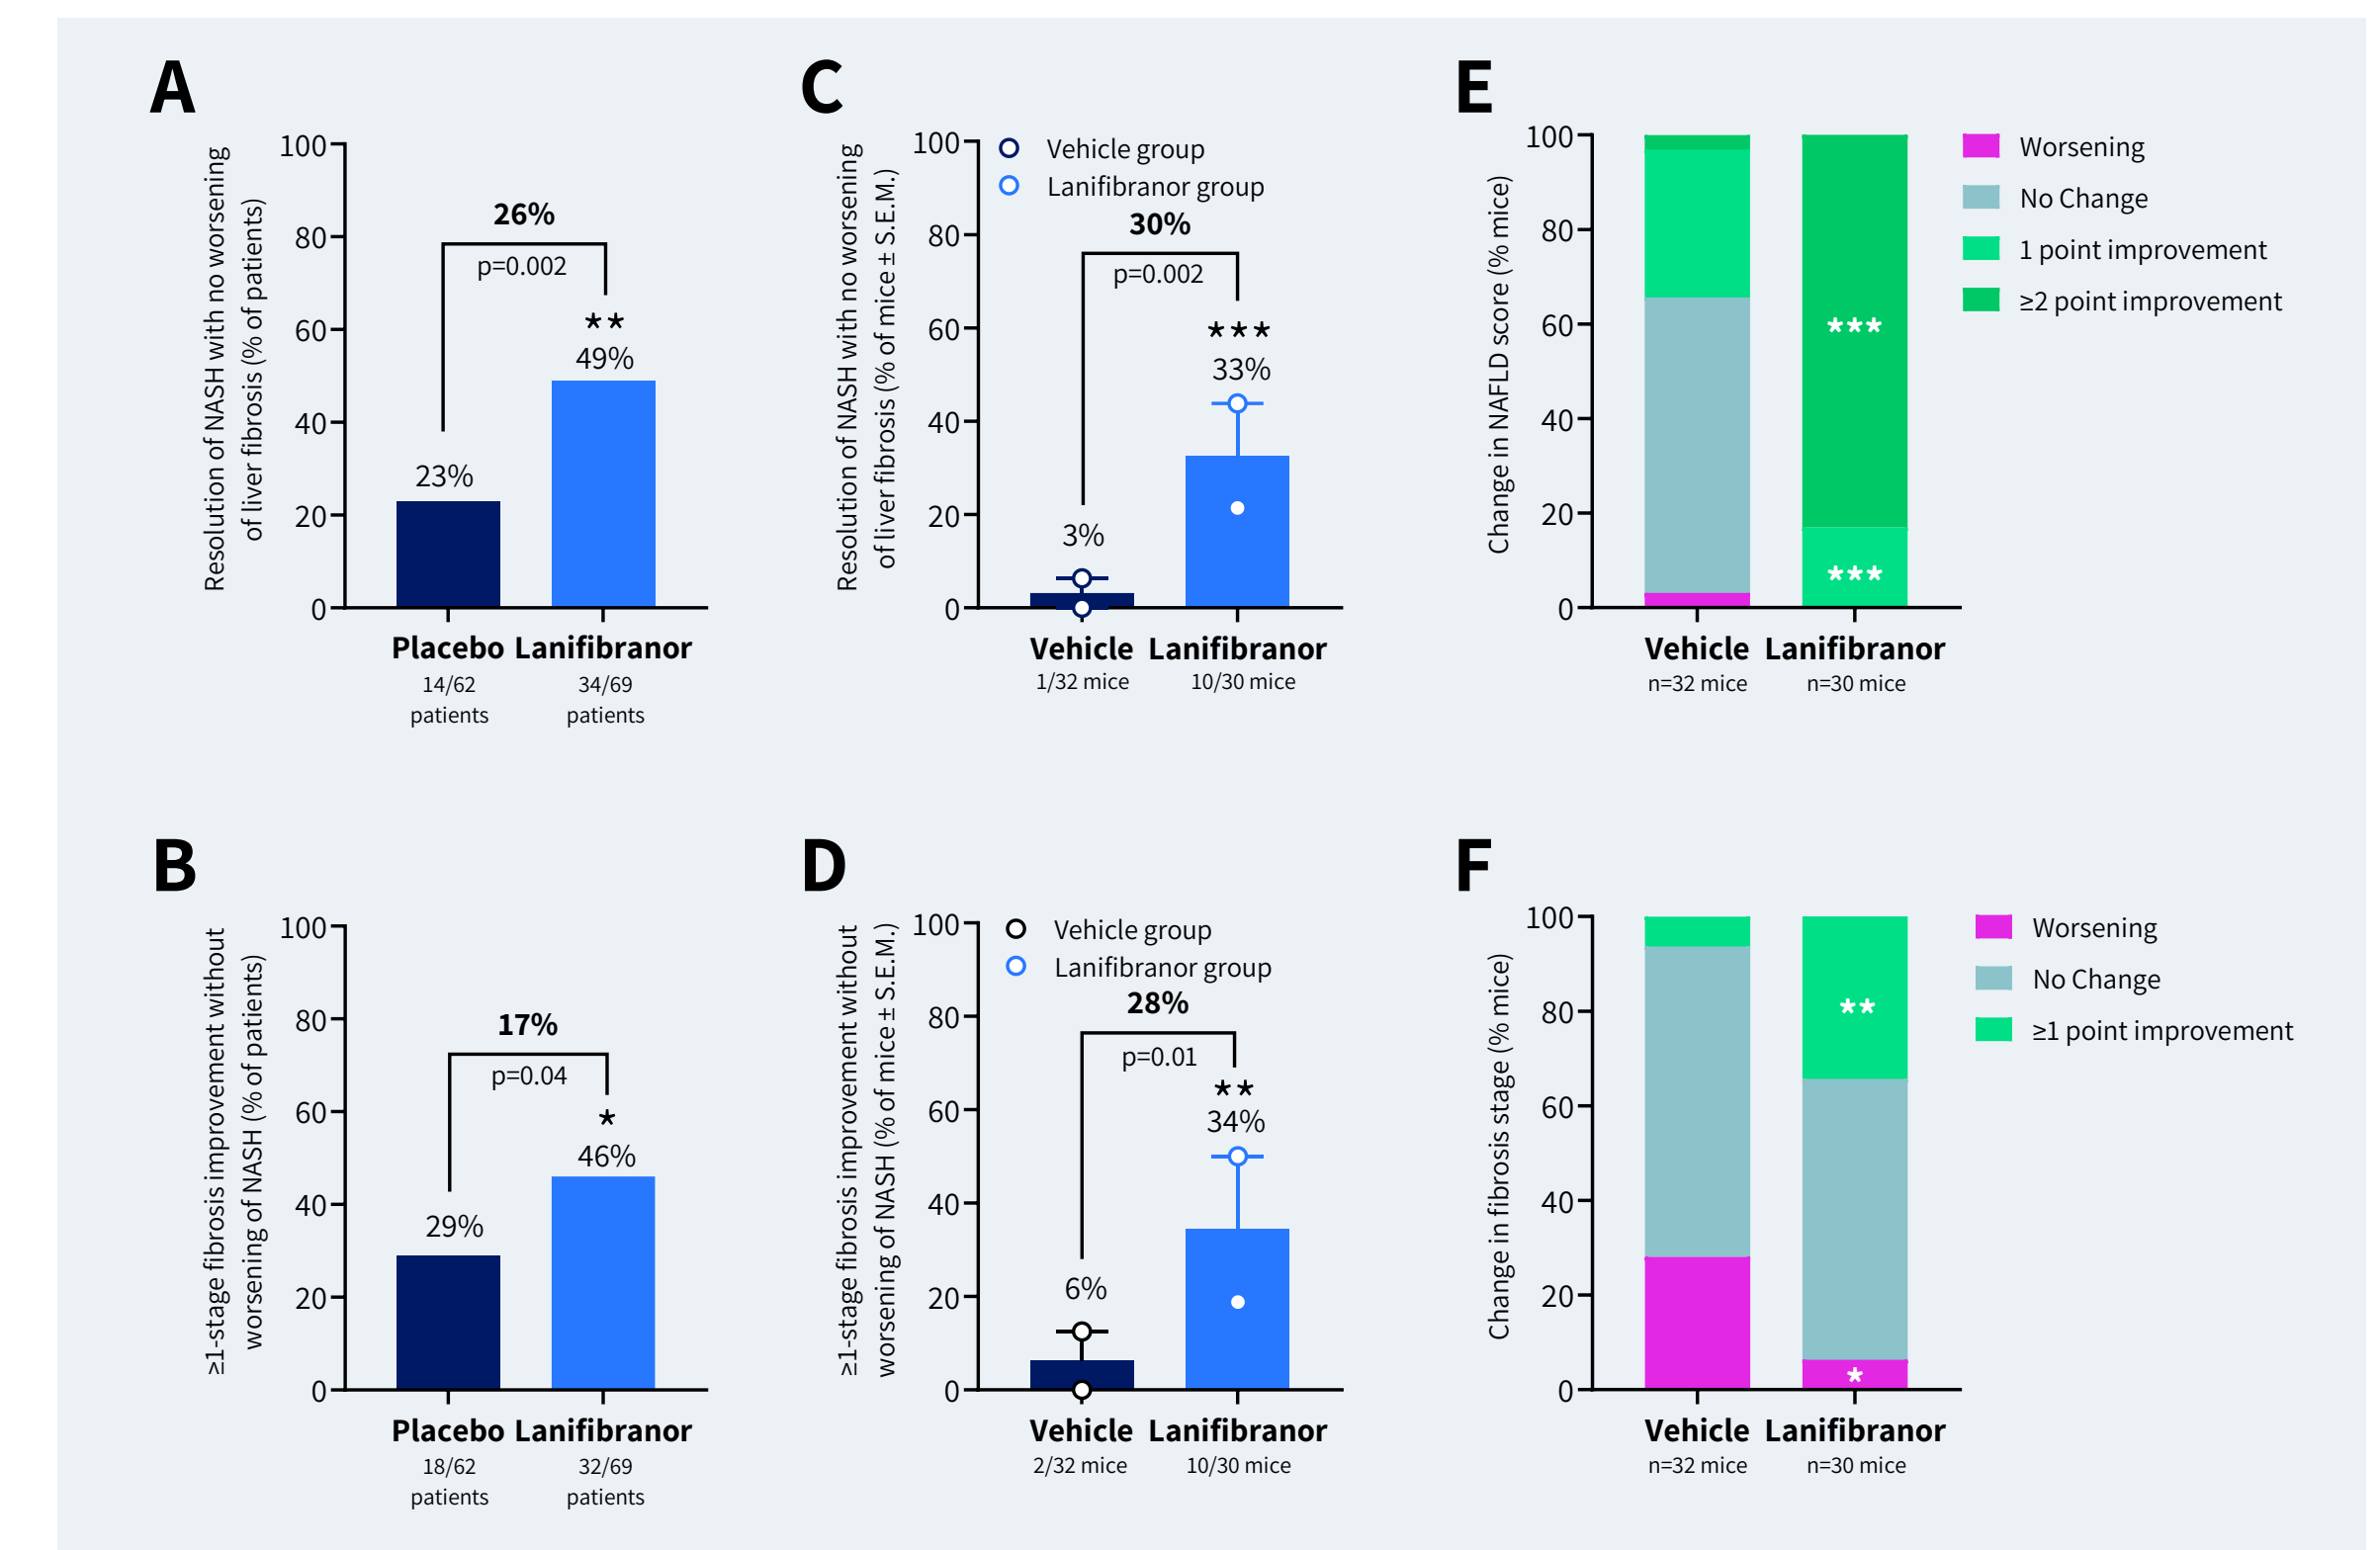 A
Resolution of NASH with no worsening
of liver fibrosis (% of patients)
100
80
60
40
20
0
26%
p=0.002
**
49%
23%
Placebo
Lanifibranor
14/62
patients
34/69
patients
C
Resolution of NASH with no worsening
of liver fibrosis (% of mice ± S.E.M.)
100
80
60
40
20
0
Vehicle group
Lanifibranor group
30%
p=0.002
***
33%
3%
Vehicle
Lanifibranor
1/32 mice
10/30 mice
E
Change in NAFLD score (% mice)
100
80
60
40
20
0
***
***
Vehicle
Lanifibranor
n=32 mice
n=30 mice
Worsening
No Change
1 point improvement
≥2 point improvement
B
≥1-stage fibrosis improvement without
worsening of NASH (% of patients)
100
80
60
40
20
0
17%
p=0.04
*
46%
29%
Placebo
Lanifibranor
18/62
patients
32/69
patients
D
≥1-stage fibrosis improvement without
worsening of NASH (% of mice ± S.E.M.)
100
80
60
40
20
0
Vehicle group
Lanifibranor group
28%
p=0.01
**
34%
6%
Vehicle
Lanifibranor
2/32 mice
10/30 mice
F
Change in fibrosis stage (% mice)
100
80
60
40
20
0
**
*
Vehicle
Lanifibranor
n=32 mice
n=30 mice
Worsening
No Change
≥1 point improvement